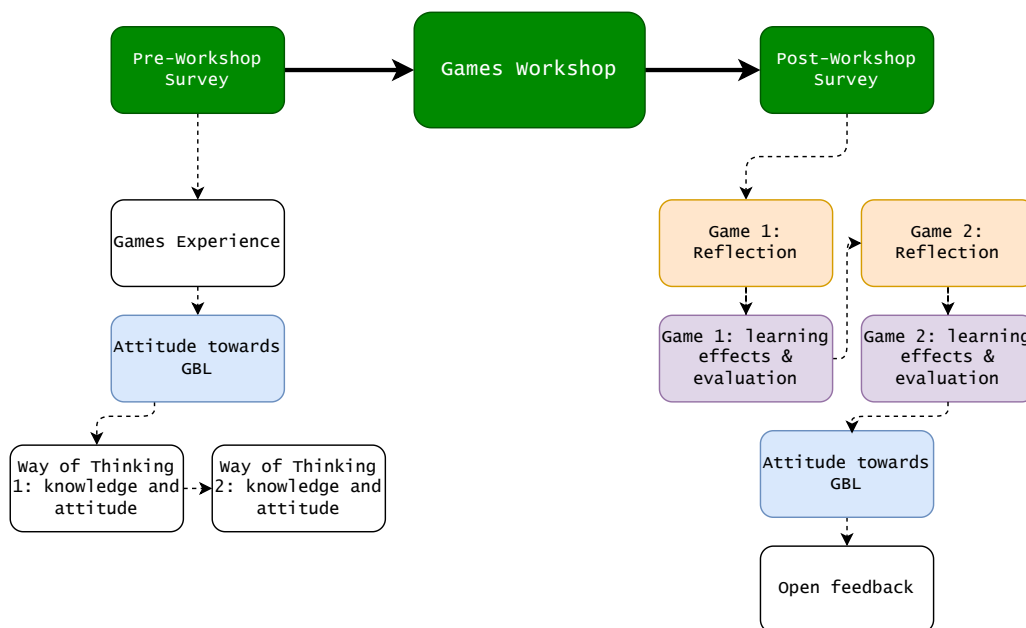 Pre-Workshop
Survey
Games Workshop
Post-Workshop
Survey
Games Experience
Attitude towards
GBL
Way of Thinking
1: knowledge and
attitude
Way of Thinking
2: knowledge and
attitude
Game 1:
Reflection
Game 1: learning
effects &
evaluation
Game 2:
Reflection
Game 2: learning
effects &
evaluation
Attitude towards
GBL
Open feedback